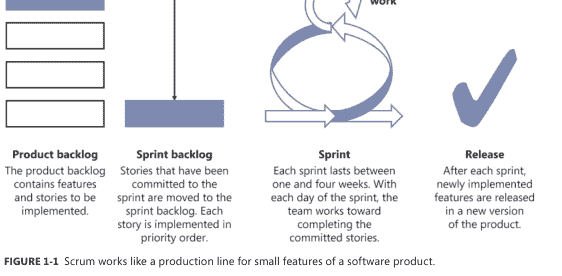 work
Product backlog
The product backlog
contains features
and stories to be
implemented.
Sprint backlog
Stories that have been
committed to the
sprint are moved to the
sprint backlog. Each
story is implemented in
priority order.
Sprint
Each sprint lasts between
one and four weeks. With
each day of the sprint, the
team works toward
completing the
committed stories.
Release
After each sprint,
newly implemented
features are released
in a new version
of the product.
FIGURE 1-1 Scrum works like a production line for small features of a software product.